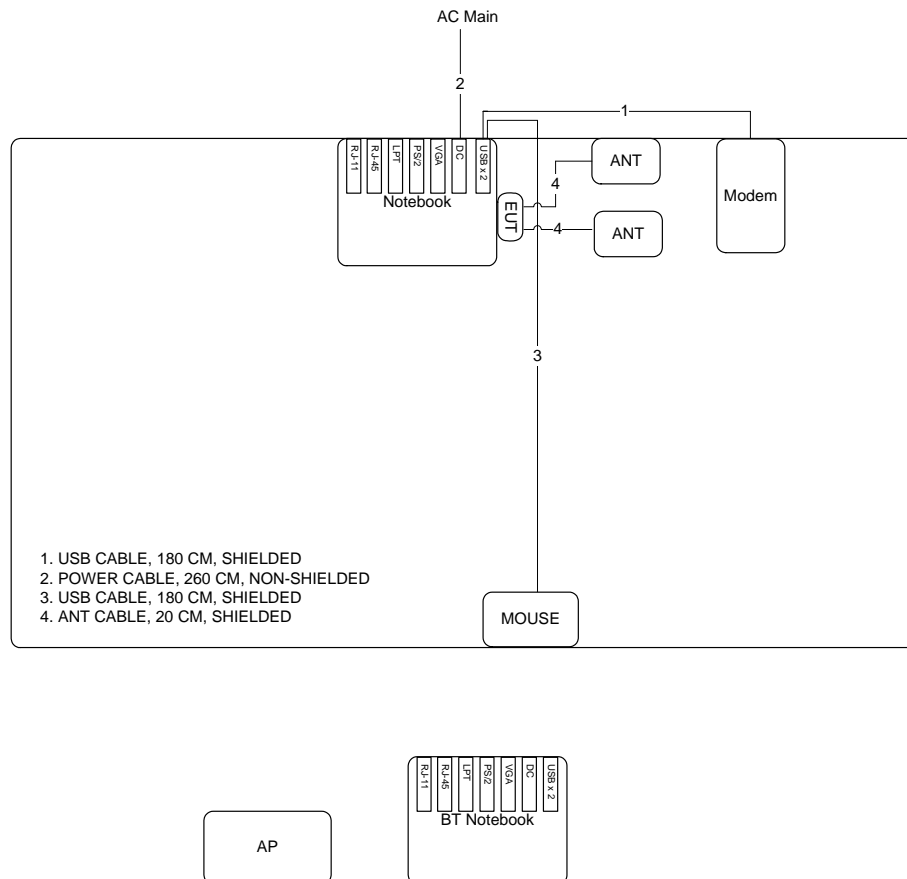 AC Main
2
1
RJ-11
RJ-45
LPT
PS/2
VGA
DC
USB x 2
Notebook
EUT
4
ANT
4
ANT
Modem
3
1. USB CABLE, 180 CM, SHIELDED
2. POWER CABLE, 260 CM, NON-SHIELDED
3. USB CABLE, 180 CM, SHIELDED
4. ANT CABLE, 20 CM, SHIELDED
MOUSE
RJ-11
RJ-45
LPT
PS/2
VGA
DC
USB x 2
BT Notebook
AP